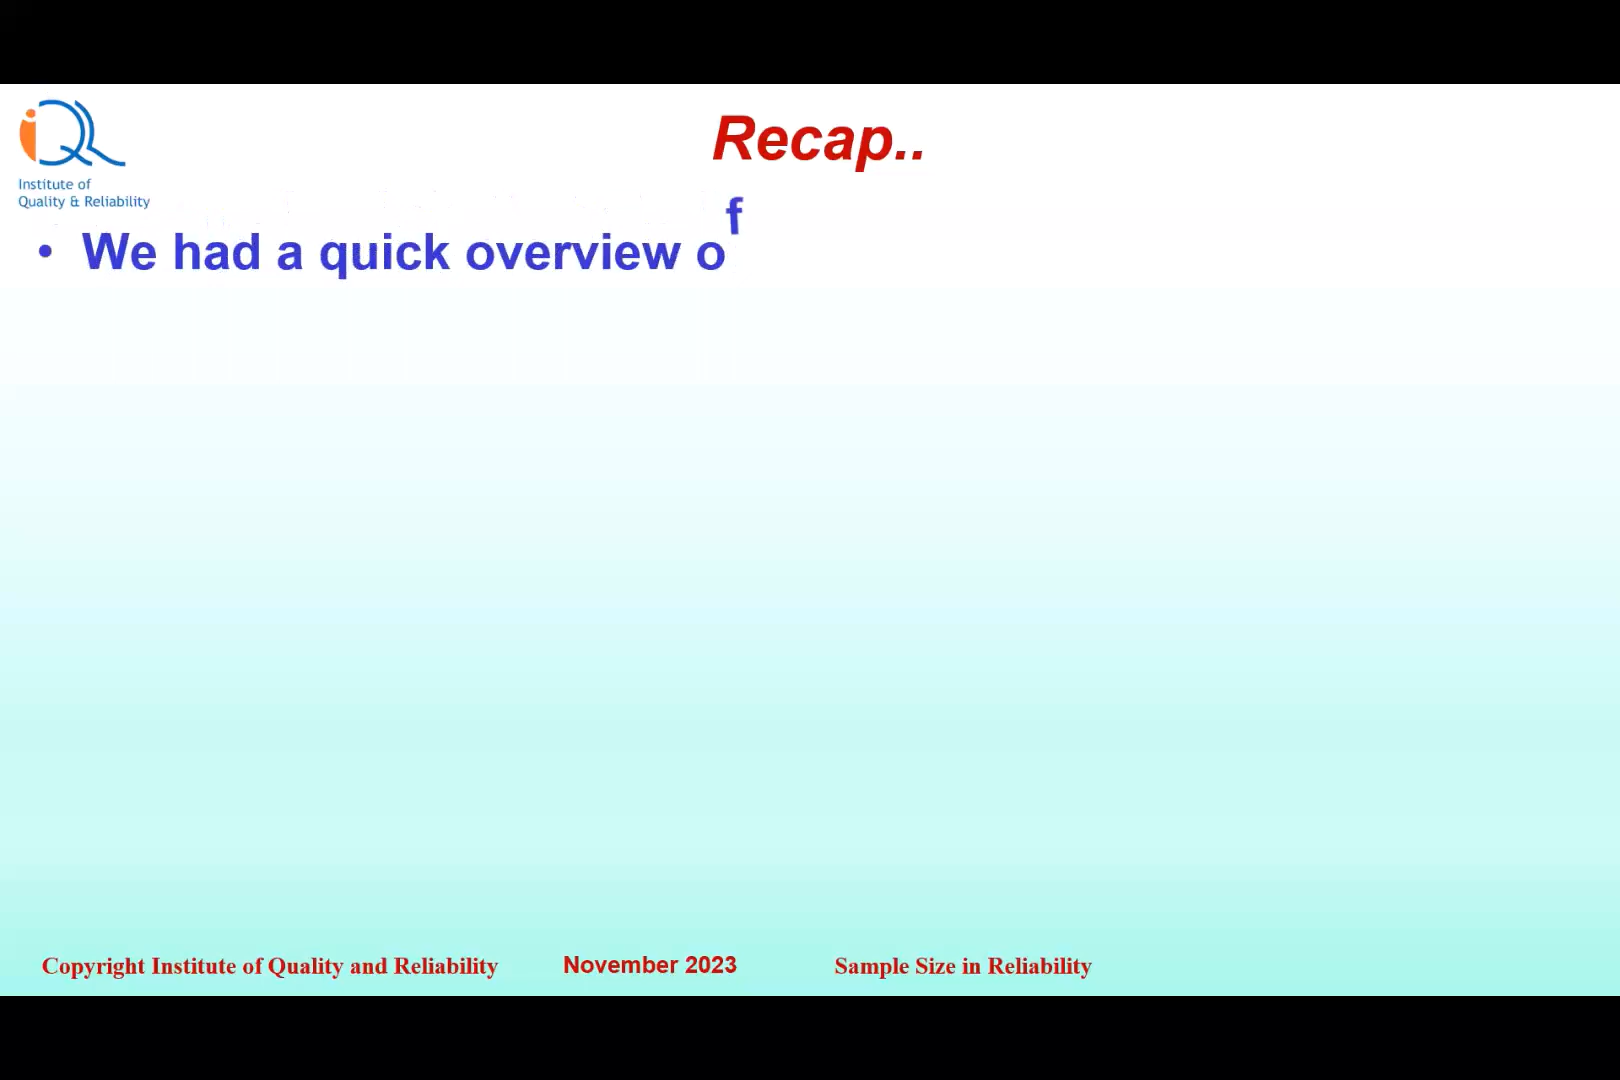 iQR
Institute of
Quality & Reliability
Recap..
• We had a quick overview of
Copyright Institute of Quality and Reliability
November 2023
Sample Size in Reliability